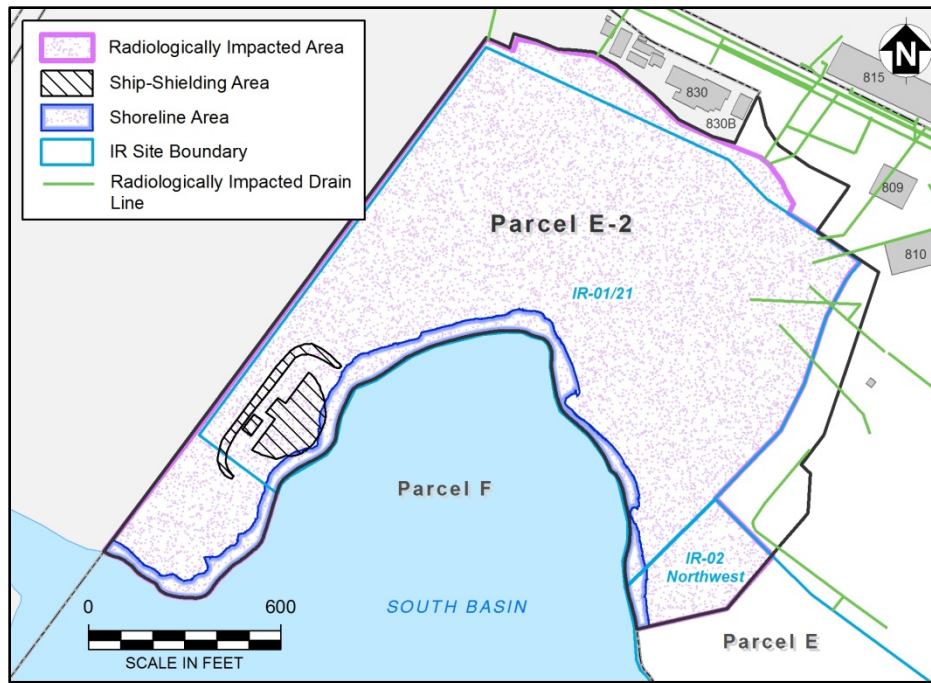 Radiologically Impacted Area
Ship-Shielding Area
Shoreline Area
IR Site Boundary
Radiologically Impacted Drain
Line
N
815
830
830B
809
810
Parcel E-2
IR-01/21
Parcel F
IR-02
Northwest
0 600
SCALE IN FEET
SOUTH BASIN
Parcel E